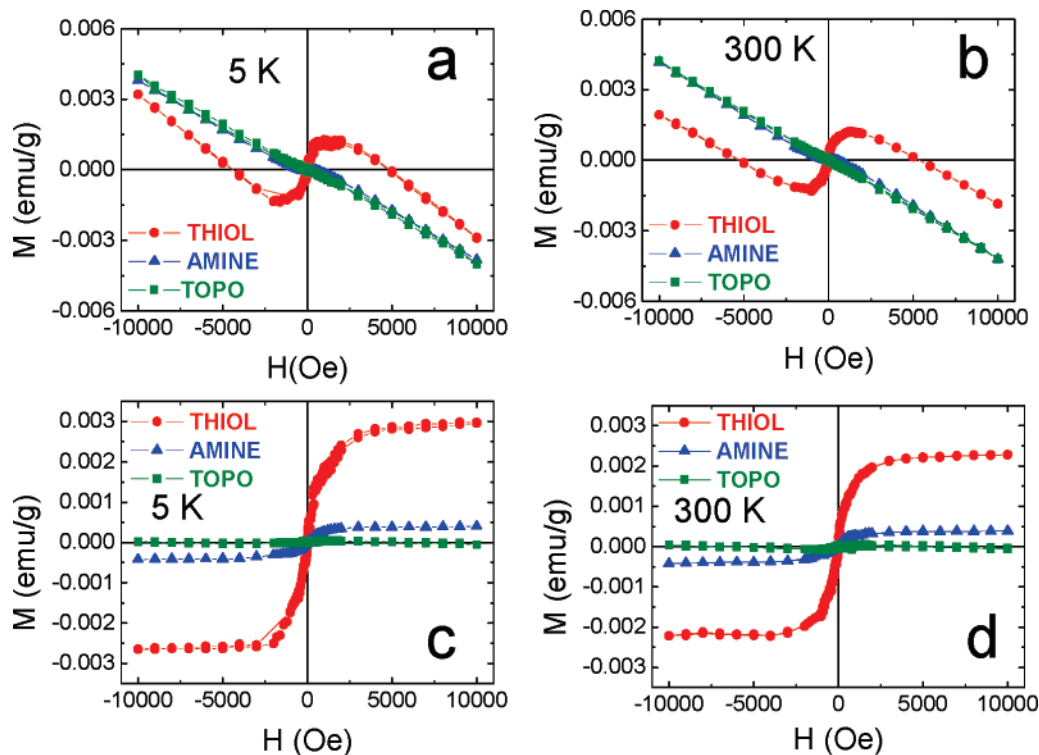 0.006
0.003
0.000
-0.003
-0.006
M (emu/g)
5 K
a
THIOL
AMINE
TOPO
-10000 -5000 0 5000 10000
H(Oe)
0.006
0.003
0.000
-0.003
-0.006
M (emu/g)
300 K
b
THIOL
AMINE
TOPO
-10000 -5000 0 5000 10000
H (Oe)
0.003
0.002
0.001
0.000
-0.001
-0.002
-0.003
M (emu/g)
THIOL
AMINE
TOPO
5 K
c
-10000 -5000 0 5000 10000
H (Oe)
0.003
0.002
0.001
0.000
-0.001
-0.002
-0.003
M (emu/g)
THIOL
AMINE
TOPO
300 K
d
-10000 -5000 0 5000 10000
H (Oe)